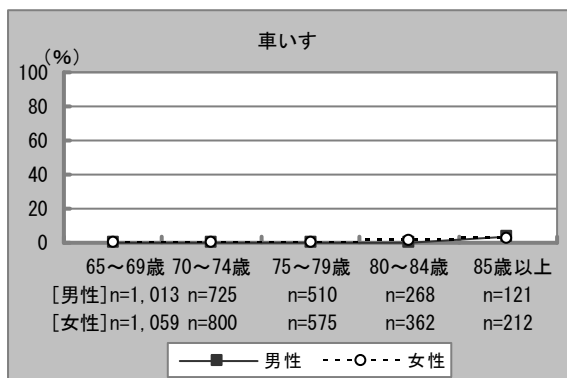 車いす
(%)
100
80
60
40
20
0
65～69歳 70～74歳 75～79歳 80～84歳 85歳以上
[男性]n=1,013 n=725 n=510 n=268 n=121
[女性]n=1,059 n=800 n=575 n=362 n=212
男性 女性